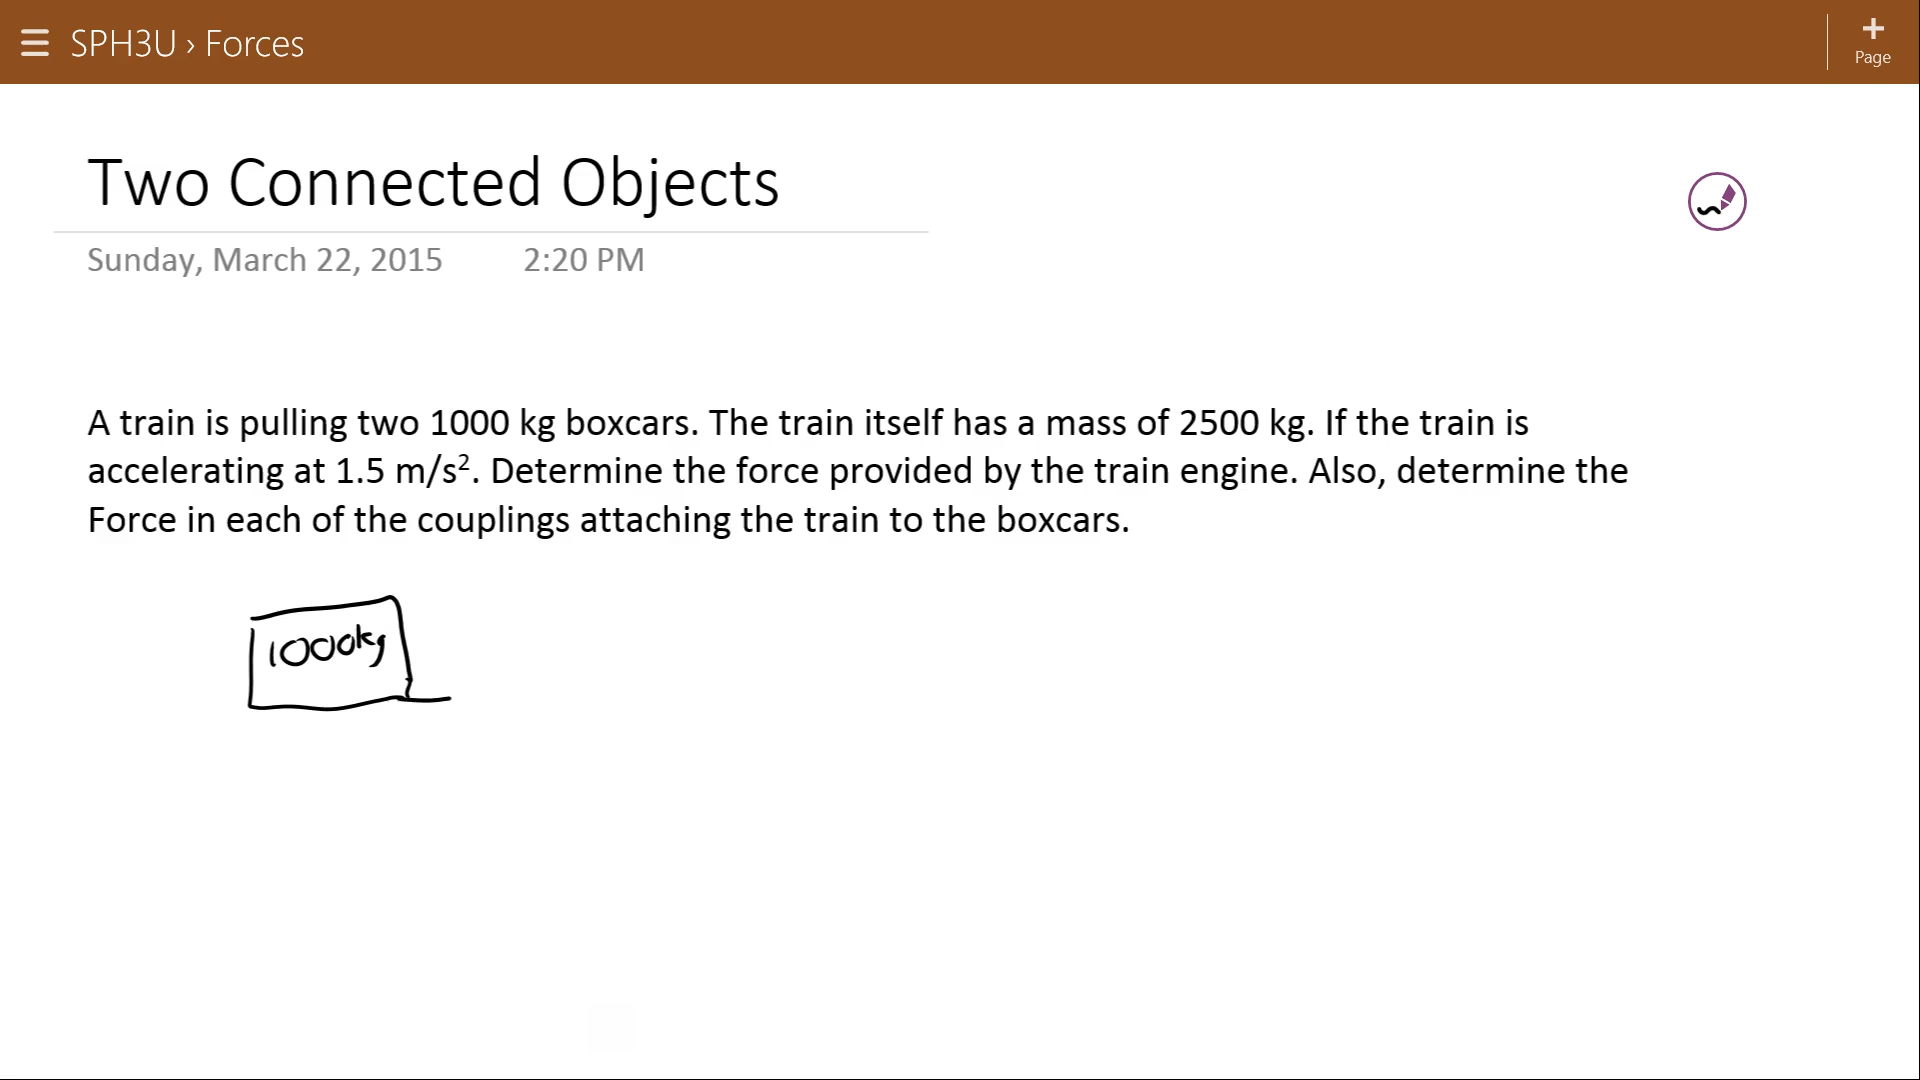 SPH3U › Forces
+
Page
Two Connected Objects
Sunday, March 22, 2015 2:20 PM
A train is pulling two 1000 kg boxcars. The train itself has a mass of 2500 kg. If the train is
accelerating at 1.5 m/s². Determine the force provided by the train engine. Also, determine the
Force in each of the couplings attaching the train to the boxcars.
1000kg